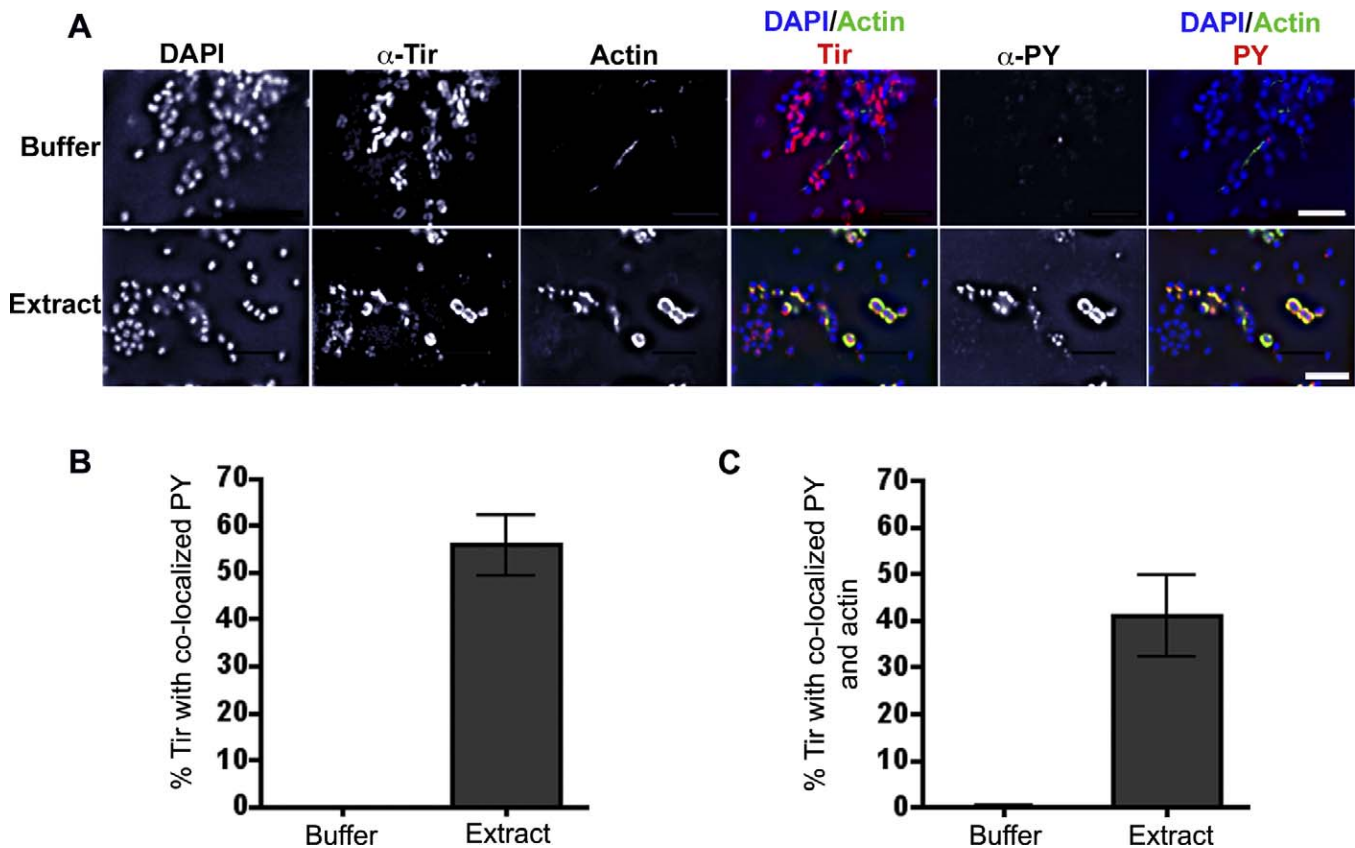 A
DAPI
α-Tir
Actin
DAPI/Actin
Tir
α-PY
DAPI/Actin
PY
Buffer
Extract
B
% Tir with co-localized PY
70
60
50
40
30
20
10
0
Buffer
Extract
C
% Tir with co-localized PY
and actin
70
60
50
40
30
20
10
0
Buffer
Extract